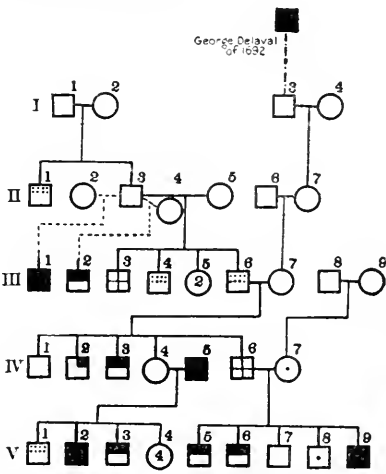 George Delaval
of 1692
1 2 3 4
I
1 2 3 4 5 6 7
II
1 2 3 4 5 6 7 8 9
2
III
1 2 3 4 5 6 7
IV
1 2 3 4 5 6 7 8 9
4
V